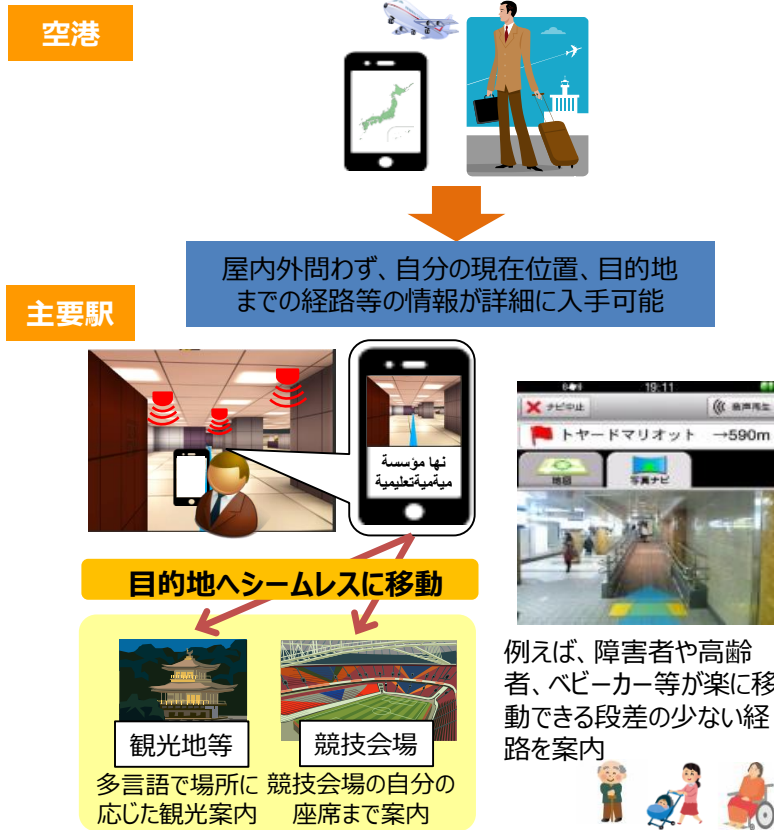 空港
屋内外問わず、自分の現在位置、目的地
までの経路等の情報が詳細に入手可能
主要駅
نها مؤسسة
ميةميةتعليمية
19:11
ナビ中止
音声再生
トヤードマリオット →590m
地図
写真ナビ
目的地へシームレスに移動
観光地等
競技会場
多言語で場所に
応じた観光案内
競技会場の自分の
座席まで案内
例えば、障害者や高齢
者、ベビーカー等が楽に移
動できる段差の少ない経
路を案内